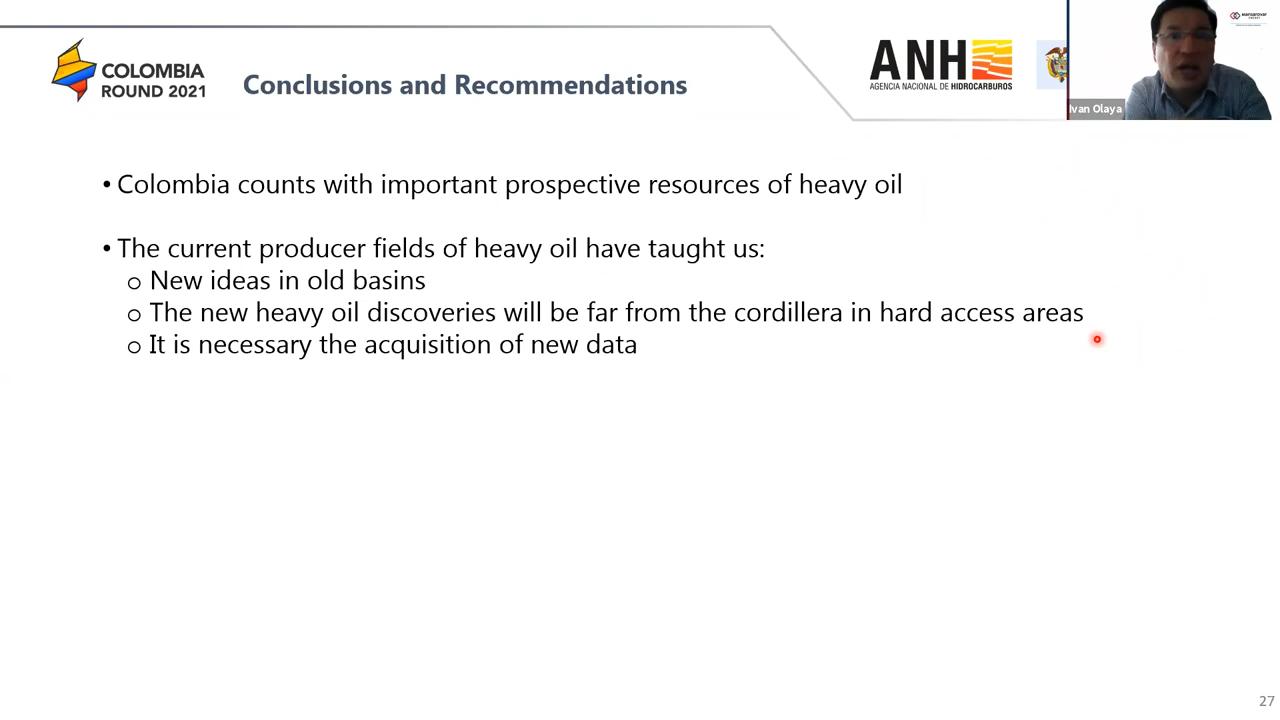 COLOMBIA
ROUND 2021
Conclusions and Recommendations
ANH
AGENCIA NACIONAL DE HIDROCARBUROS
Mansarovar
ENERGY
Ivan Olaya
• Colombia counts with important prospective resources of heavy oil
• The current producer fields of heavy oil have taught us:
o New ideas in old basins
o The new heavy oil discoveries will be far from the cordillera in hard access areas
o It is necessary the acquisition of new data
27